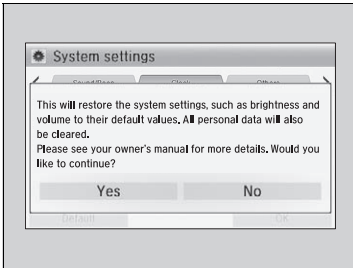 System settings
Sound/Beep Clock Others
This will restore the system settings, such as brightness and
volume to their default values. All personal data will also
be cleared.
Please see your owner's manual for more details. Would you
like to continue?
Yes No
Default OK